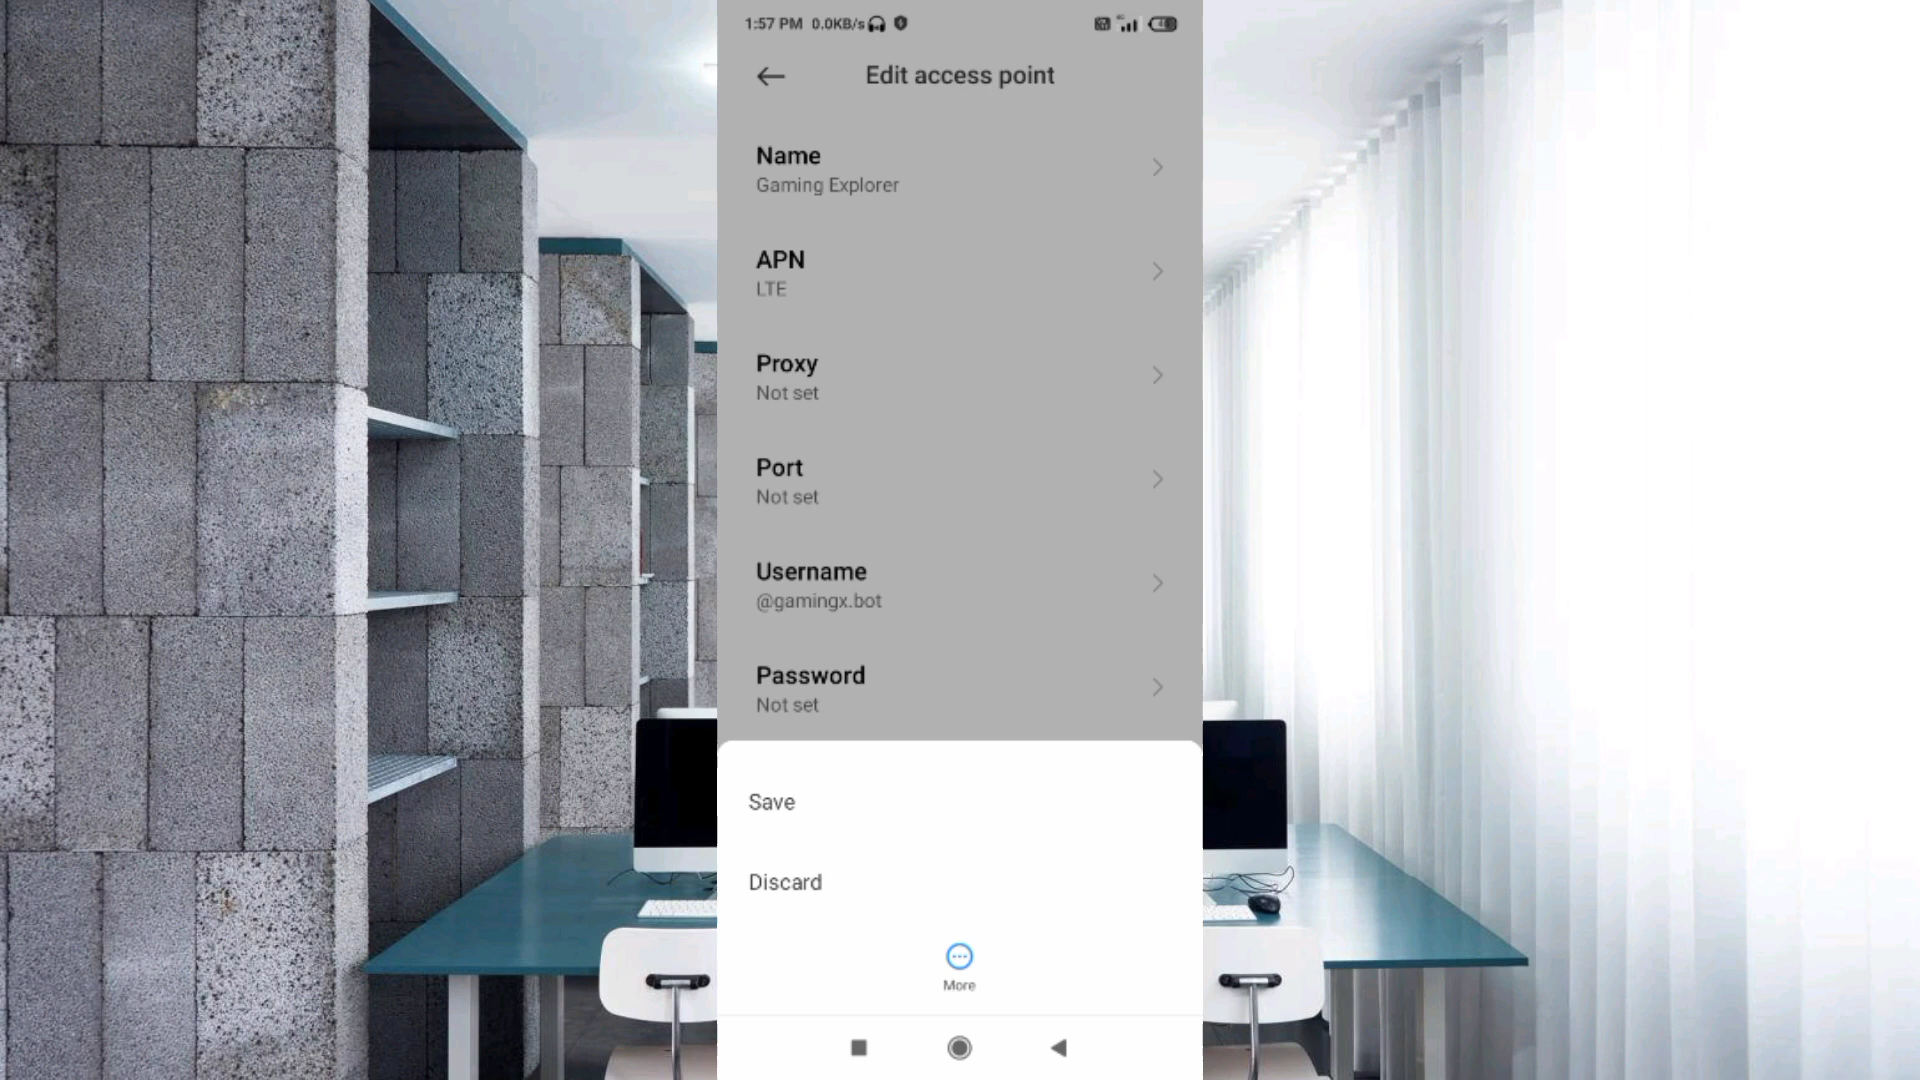 1:57 PM 0.0KB/s
Edit access point
Name
Gaming Explorer
APN
LTE
Proxy
Not set
Port
Not set
Username
@gamingx.bot
Password
Not set
Save
Discard
More